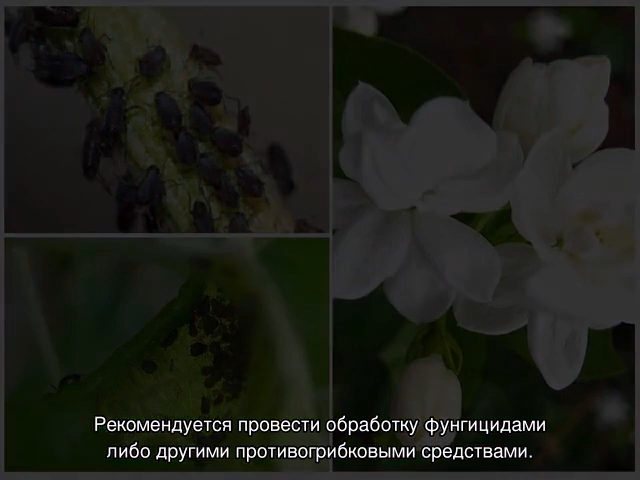 Рекомендуется провести обработку фунгицидами
либо другими противогрибковыми средствами.